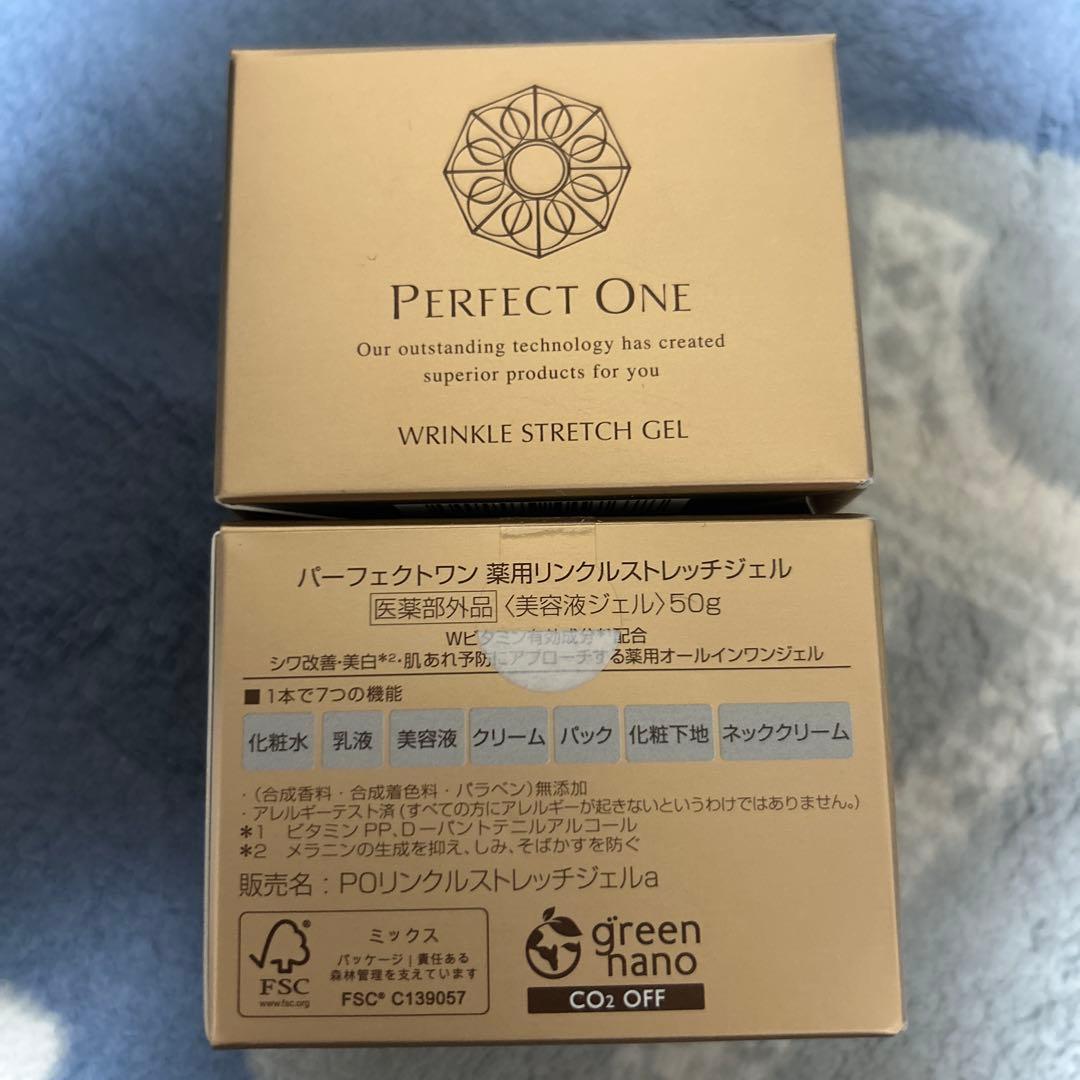 PERFECT ONE
Our outstanding technology has created
superior products for you
WRINKLE STRETCH GEL
パーフェクトワン 薬用リンクルストレッチジェル
医薬部外品〈美容液ジェル〉50g
Wビタミン有効成分*¹配合
シワ改善・美白*²・肌あれ予防にアプローチする薬用オールインワンジェル
■1本で7つの機能
化粧水 乳液 美容液 クリーム パック 化粧下地 ネッククリーム
・(合成香料・合成着色料・パラベン)無添加
・アレルギーテスト済(すべての方にアレルギーが起きないというわけではありません。)
*1 ビタミンPP、D-パントテニルアルコール
*2 メラニンの生成を抑え、しみ、そばかすを防ぐ
販売名:POリンクルストレッチジェルa
FSC
www.fsc.org
ミックス
パッケージ|責任ある
森林管理を支えています
FSC® C139057
green
nano
CO2 OFF